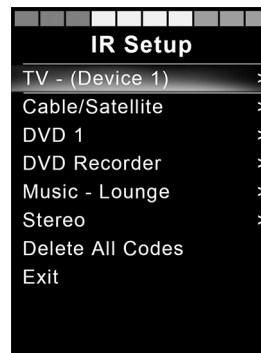 IR Setup
TV - (Device 1) >
Cable/Satellite >
DVD 1 >
DVD Recorder >
Music - Lounge >
Stereo >
Delete All Codes
Exit